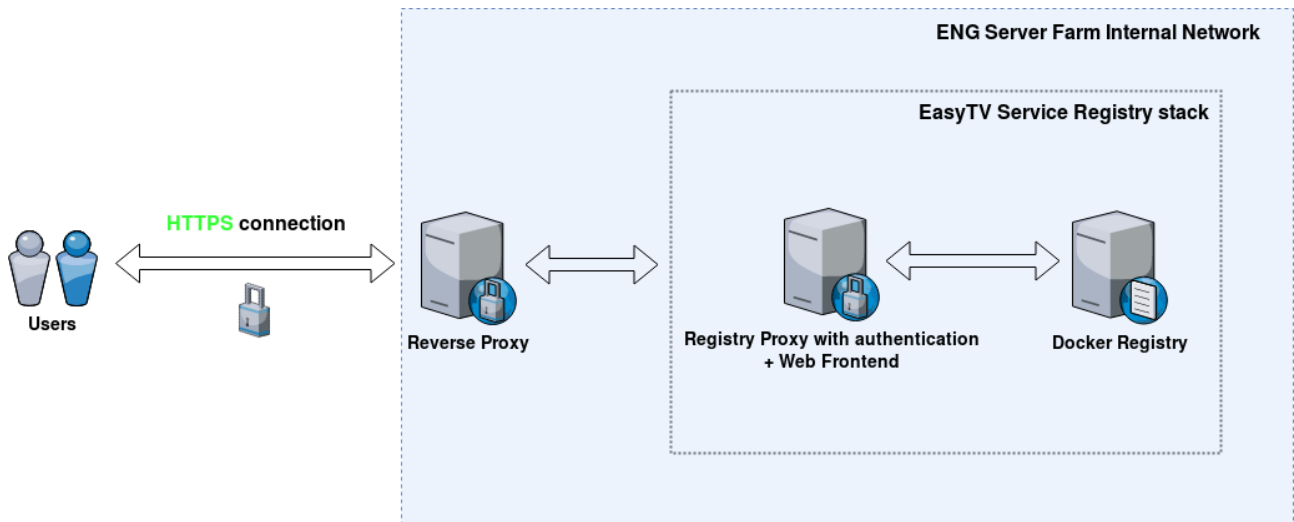 ENG Server Farm Internal Network
EasyTV Service Registry stack
HTTPS connection
Users
Reverse Proxy
Registry Proxy with authentication
+ Web Frontend
Docker Registry